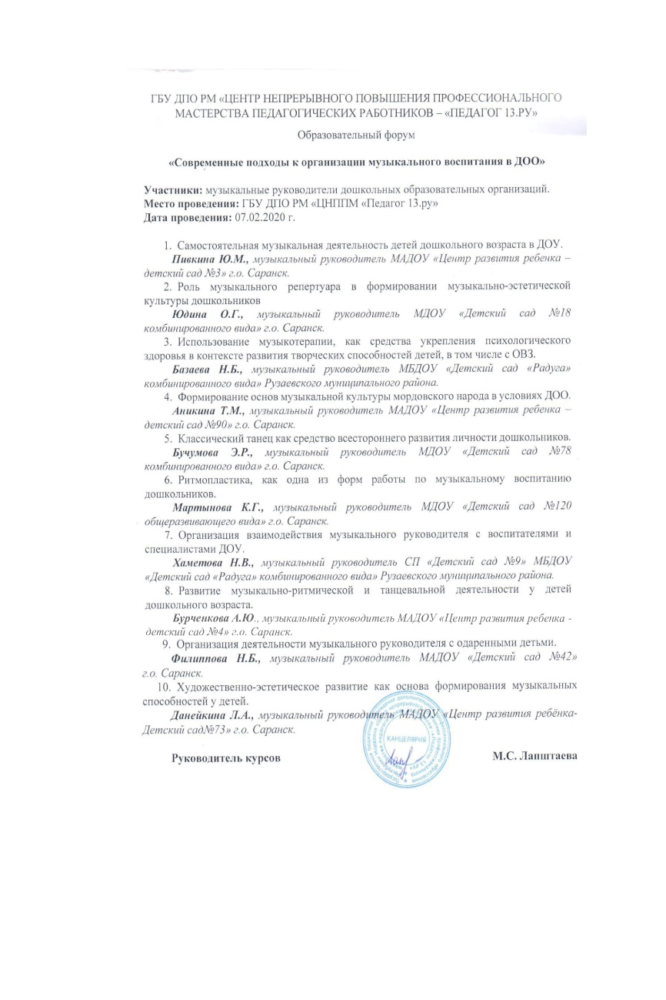 ГБУ ДПО РМ «ЦЕНТР НЕПРЕРЫВНОГО ПОВЫШЕНИЯ ПРОФЕССИОНАЛЬНОГО
МАСТЕРСТВА ПЕДАГОГИЧЕСКИХ РАБОТНИКОВ – «ПЕДАГОГ 13.РУ»
Образовательный форум
«Современные подходы к организации музыкального воспитания в ДОО»
Участники: музыкальные руководители дошкольных образовательных организаций.
Место проведения: ГБУ ДПО РМ «ЦНППМ «Педагог 13.ру»
Дата проведения: 07.02.2020 г.
1. Самостоятельная музыкальная деятельность детей дошкольного возраста в ДОУ.
Пивкина Ю.М., музыкальный руководитель МАДОУ «Центр развития ребенка –
детский сад №3» г.о. Саранск.
2. Роль музыкального репертуара в формировании музыкально-эстетической
культуры дошкольников
Юдина О.Г., музыкальный руководитель МДОУ «Детский сад №18
комбинированного вида» г.о. Саранск.
3. Использование музыкотерапии, как средства укрепления психологического
здоровья в контексте развития творческих способностей детей, в том числе с ОВЗ.
Базаева Н.Б., музыкальный руководитель МБДОУ «Детский сад «Радуга»
комбинированного вида» Рузаевского муниципального района.
4. Формирование основ музыкальной культуры мордовского народа в условиях ДОО.
Аникина Т.М., музыкальный руководитель МАДОУ «Центр развития ребенка –
детский сад №90» г.о. Саранск.
5. Классический танец как средство всестороннего развития личности дошкольников.
Бучумова Э.Р., музыкальный руководитель МДОУ «Детский сад №78
комбинированного вида» г.о. Саранск.
6. Ритмопластика, как одна из форм работы по музыкальному воспитанию
дошкольников.
Мартынова К.Г., музыкальный руководитель МДОУ «Детский сад №120
общеразвивающего вида» г.о. Саранск.
7. Организация взаимодействия музыкального руководителя с воспитателями и
специалистами ДОУ.
Хаметова Н.В., музыкальный руководитель СП «Детский сад №9» МБДОУ
«Детский сад «Радуга» комбинированного вида» Рузаевского муниципального района.
8. Развитие музыкально-ритмической и танцевальной деятельности у детей
дошкольного возраста.
Бурченкова А.Ю., музыкальный руководитель МАДОУ «Центр развития ребенка -
детский сад №4» г.о. Саранск.
9. Организация деятельности музыкального руководителя с одаренными детьми.
Филиппова Н.Б., музыкальный руководитель МАДОУ «Детский сад №42»
г.о. Саранск.
10. Художественно-эстетическое развитие как основа формирования музыкальных
способностей у детей.
Данейкина Л.А., музыкальный руководитель МАДОУ «Центр развития ребёнка-
Детский сад№73» г.о. Саранск.
КАНЦЕЛЯРИЯ
Руководитель курсов М.С. Лапштаева